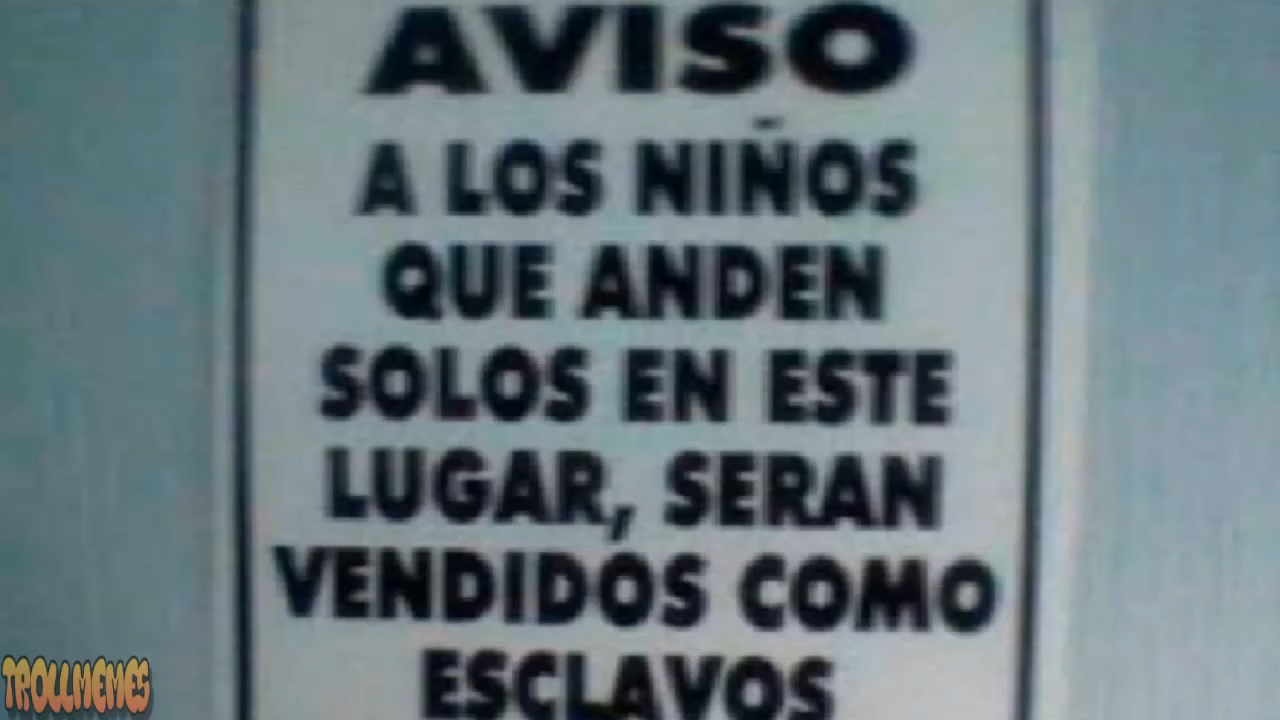 AVISO
A LOS NIÑOS
QUE ANDEN
SOLOS EN ESTE
LUGAR, SERAN
VENDIDOS COMO
ESCLAVOS
TROLLMEMES